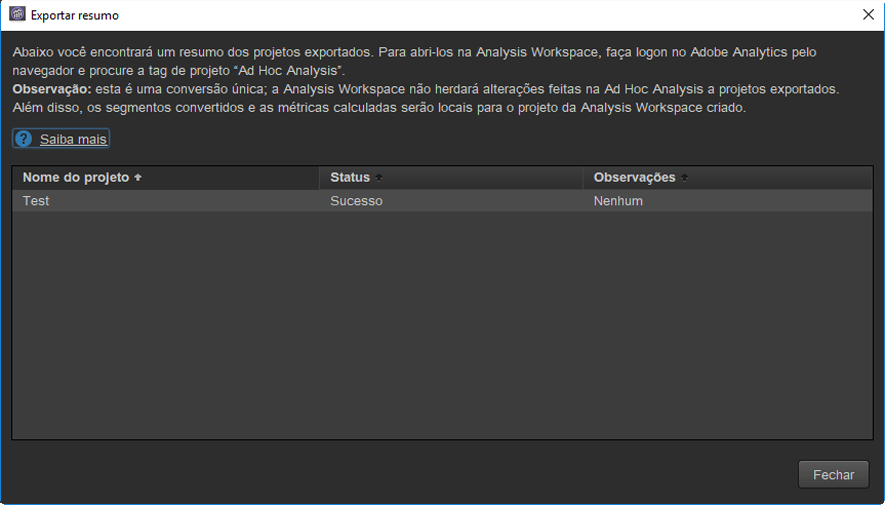 Exportar resumo
Abaixo você encontrará um resumo dos projetos exportados. Para abri-los na Analysis Workspace, faça logon no Adobe Analytics pelo
navegador e procure a tag de projeto “Ad Hoc Analysis”.
Observação: esta é uma conversão única; a Analysis Workspace não herdará alterações feitas na Ad Hoc Analysis a projetos exportados.
Além disso, os segmentos convertidos e as métricas calculadas serão locais para o projeto da Analysis Workspace criado.
? Saiba mais
Nome do projeto Status Observações
Test Sucesso Nenhum
Fechar